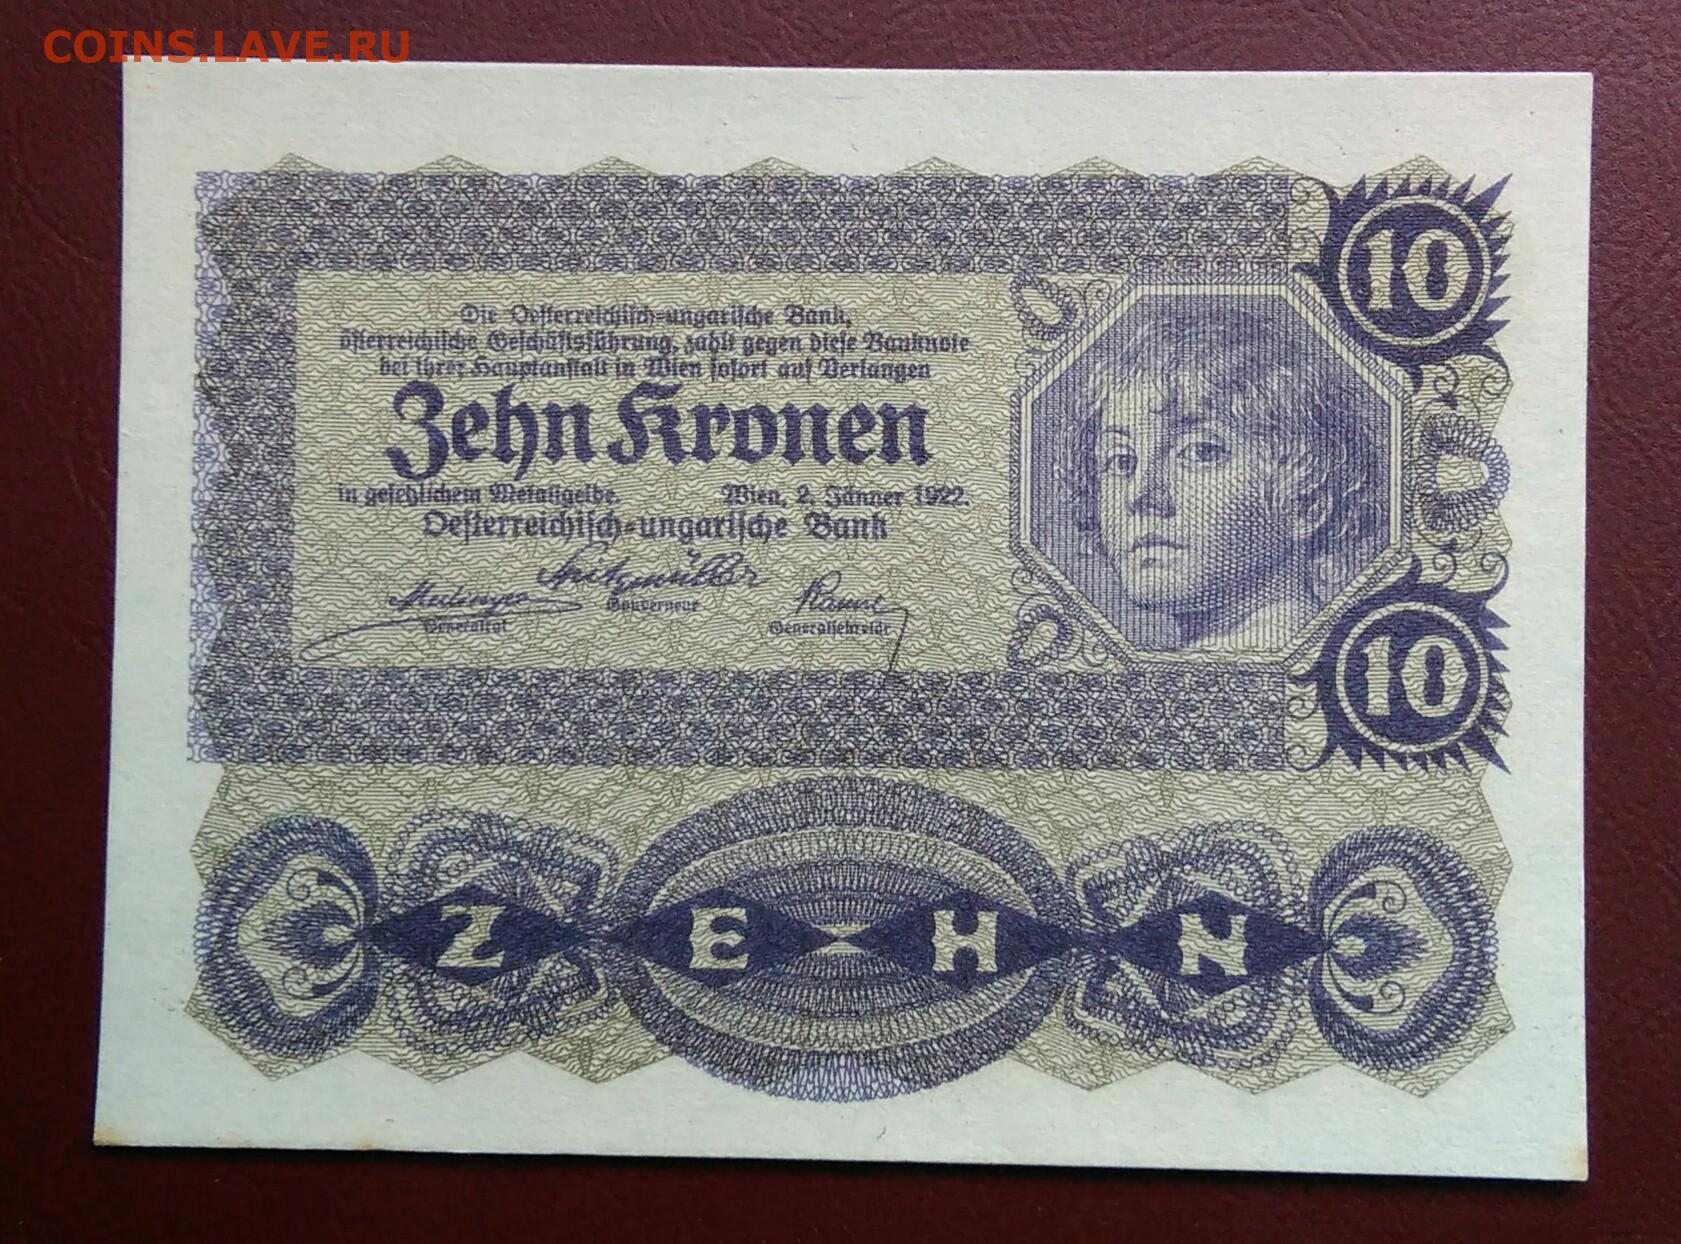 COINS.LAVE.RU
10
Die Oesterreichisch-ungarische Bank,
österreichische Geschäftsführung, zahlt gegen diese Banknote
bei ihrer Hauptanstalt in Wien sofort auf Verlangen
Zehn Kronen
in gesetzlichem Metallgelde.
Wien, 2. Jänner 1922.
Oesterreichisch-ungarische Bank
Gouverneur
Generalrat
Generalsekretär
10
ZEHN